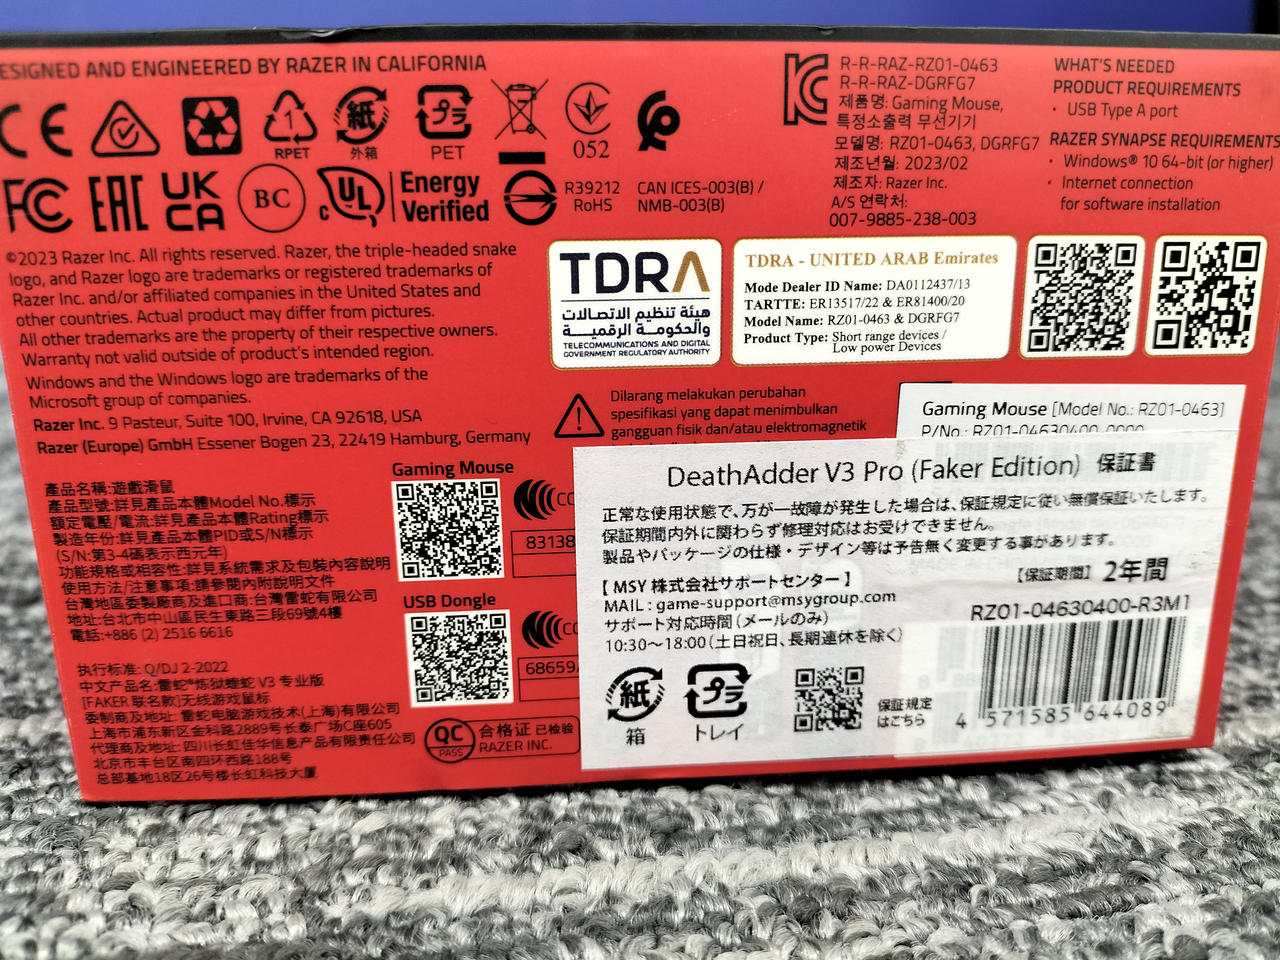 ESIGNED AND ENGINEERED BY RAZER IN CALIFORNIA
CE
1
RPET
紙
外箱
プラ
PET
052
FC
EAC
UK
CA
BC
c UL
Energy
Verified
R39212
RoHS
CAN ICES-003(B) /
NMB-003(B)
R-R-RAZ-RZ01-0463
R-R-RAZ-DGRFG7
제품명: Gaming Mouse,
특정소출력 무선기기
모델명: RZ01-0463, DGRFG7
제조년월: 2023/02
제조자: Razer Inc.
A/S 연락처:
007-9885-238-003
WHAT'S NEEDED
PRODUCT REQUIREMENTS
· USB Type A port
RAZER SYNAPSE REQUIREMENTS
· Windows® 10 64-bit (or higher)
· Internet connection
for software installation
©2023 Razer Inc. All rights reserved. Razer, the triple-headed snake
logo, and Razer logo are trademarks or registered trademarks of
Razer Inc. and/or affiliated companies in the United States and
other countries. Actual product may differ from pictures.
All other trademarks are the property of their respective owners.
Warranty not valid outside of product's intended region.
Windows and the Windows logo are trademarks of the
Microsoft group of companies.
Razer Inc. 9 Pasteur, Suite 100, Irvine, CA 92618, USA
Razer (Europe) GmbH Essener Bogen 23, 22419 Hamburg, Germany
TDRA
هيئة تنظيم الاتصالات
والحكومة الرقمية
TELECOMMUNICATIONS AND DIGITAL
GOVERNMENT REGULATORY AUTHORITY
TDRA - UNITED ARAB Emirates
Mode Dealer ID Name: DA0112437/13
TARTTE: ER13517/22 & ER81400/20
Model Name: RZ01-0463 & DGRFG7
Product Type: Short range devices /
Low power Devices
Dilarang melakukan perubahan
spesifikasi yang dapat menimbulkan
gangguan fisik dan/atau elektromagnetik
Gaming Mouse [Model No.: RZ01-0463]
P/No.: RZ01-04630400-0000
產品名稱:遊戲滑鼠
產品型號:詳見產品本體Model No.標示
額定電壓/電流:詳見產品本體Rating標示
製造年份:詳見產品本體PID或S/N標示
(S/N:第3-4碼表示西元年)
功能規格或相容性:詳見系統需求及包裝內容說明
使用方法/注意事項:請參閱內附說明文件
台灣地區委製廠商及進口商:台灣雷蛇有限公司
地址:台北市中山區民生東路三段69號4樓
電話:+886 (2) 2516 6616
执行标准: Q/DJ 2-2022
中文产品名:雷蛇®炼狱蝰蛇 V3 专业版
[FAKER 联名款]无线游戏鼠标
委制商及地址: 雷蛇电脑游戏技术(上海)有限公司
上海市浦东新区金科路2889号长泰广场C座605
代理商及地址: 四川长虹佳华信息产品有限责任公司
北京市丰台区南四环西路188号
总部基地18区26号楼长虹科技大厦
Gaming Mouse
83138
USB Dongle
68659
QC
PASS
合格证 已检验
RAZER INC.
DeathAdder V3 Pro (Faker Edition) 保証書
正常な使用状態で、万が一故障が発生した場合は、保証規定に従い無償保証いたします。
保証期間内外に関わらず修理対応はお受けできません。
製品やパッケージの仕様・デザイン等は予告無く変更する事があります。
【 MSY 株式会社サポートセンター 】
MAIL : game-support@msygroup.com
サポート対応時間 (メールのみ)
10:30~18:00 (土日祝日、長期連休を除く)
【保証期間】 2年間
RZ01-04630400-R3M1
紙
箱
プラ
トレイ
保証規定
はこちら
4 571585 644089